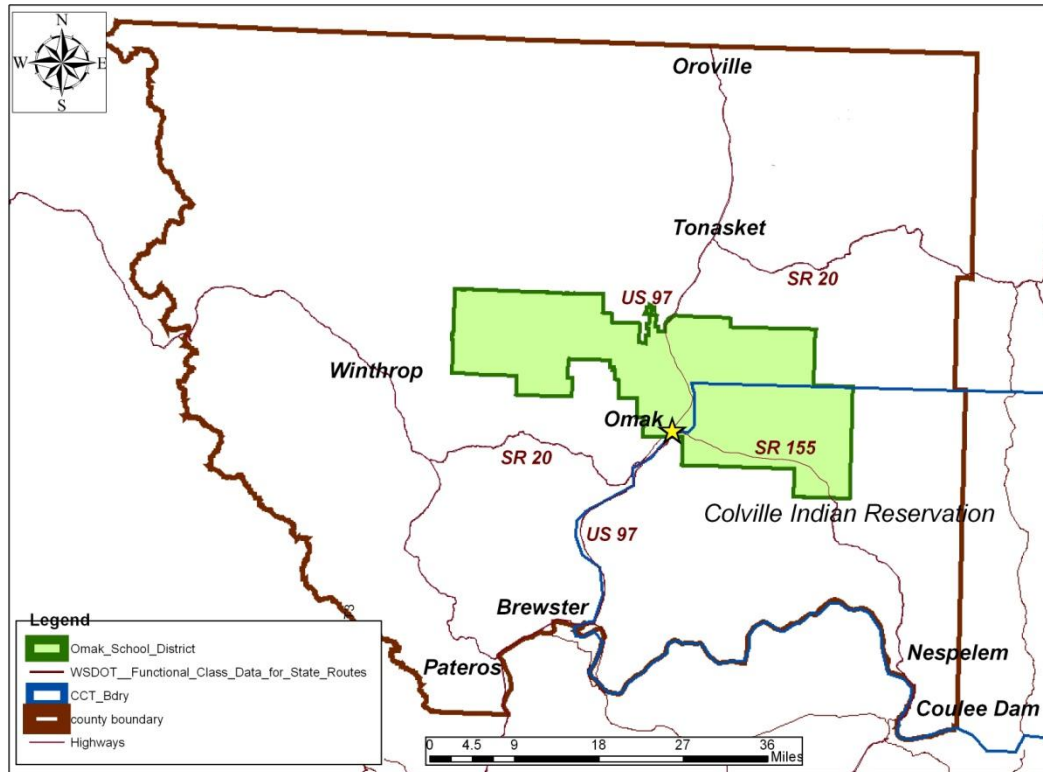 N
W E
S
Oroville
Tonasket
SR 20
US 97
Winthrop
Omak
SR 20
SR 155
Colville Indian Reservation
US 97
Brewster
Pateros
Nespelem
Coulee Dam
Legend
Omak_School_District
WSDOT__Functional_Class_Data_for_State_Routes
CCT_Bdry
county boundary
Highways
0 4.5 9 18 27 36
Miles